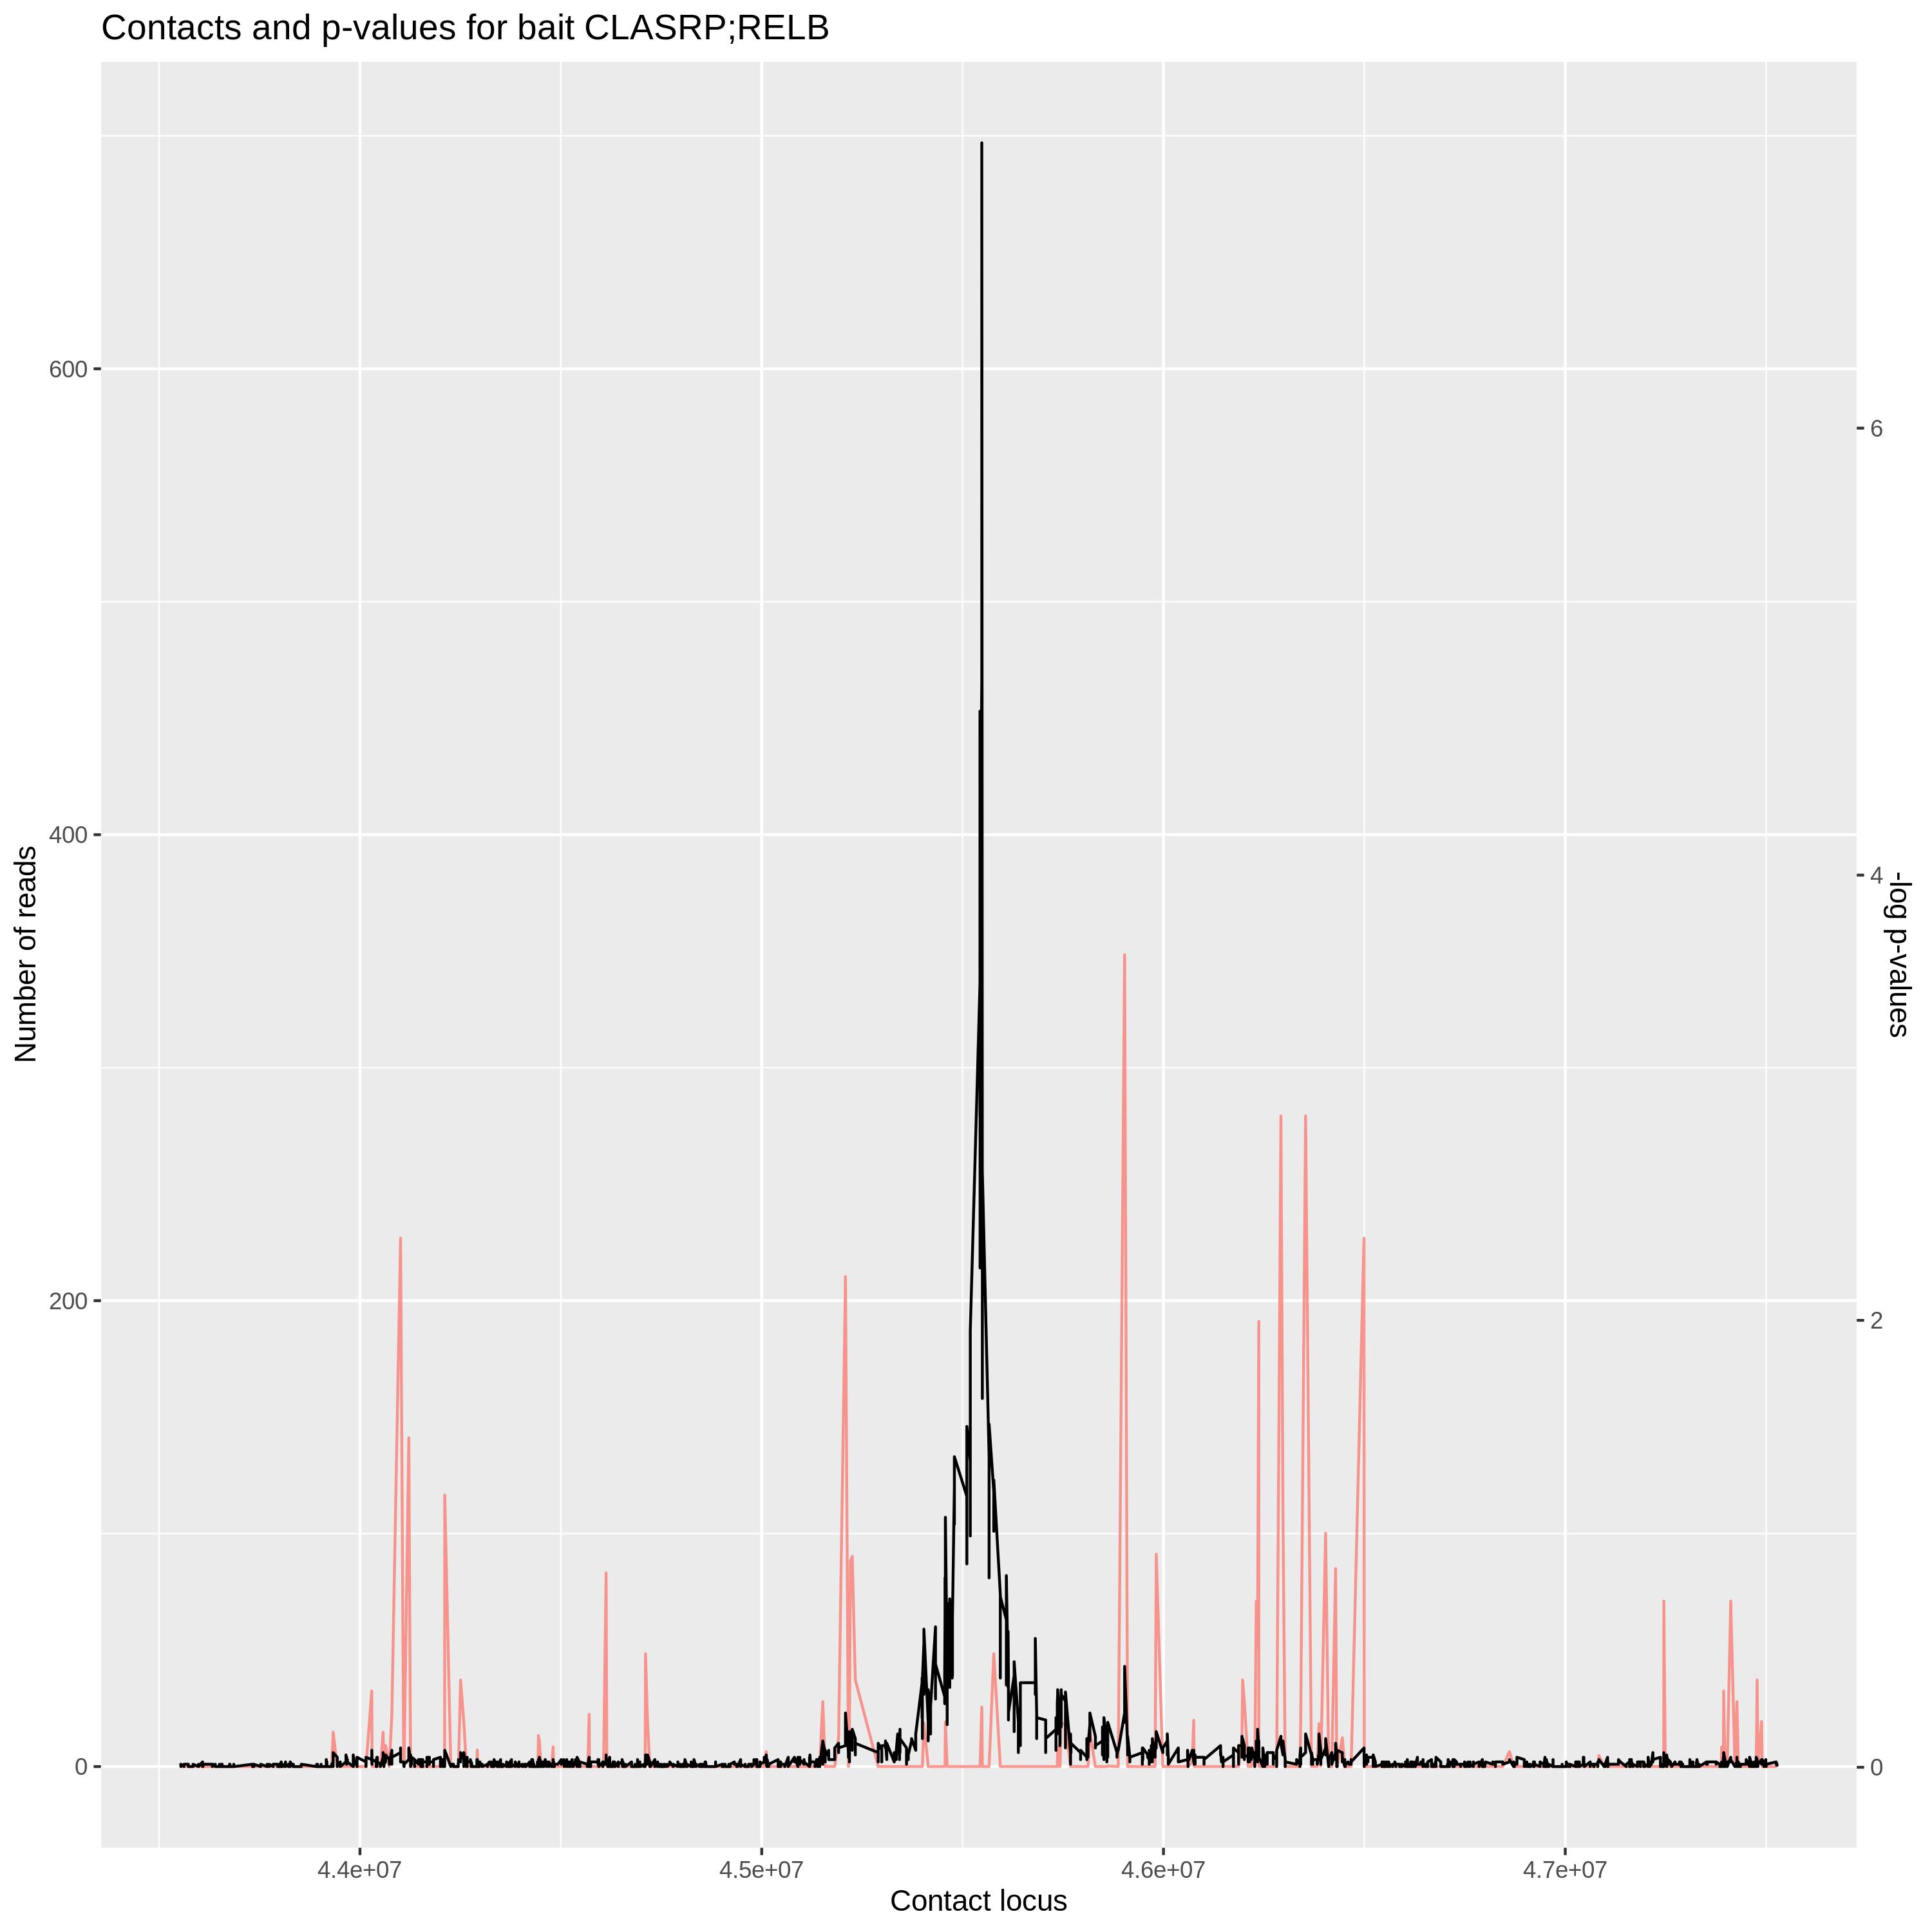 Contacts and p-values for bait CLASRP;RELB
Number of reads
600
400
200
0
6
4
2
0
-log p-values
4.4e+07
4.5e+07
4.6e+07
4.7e+07
Contact locus